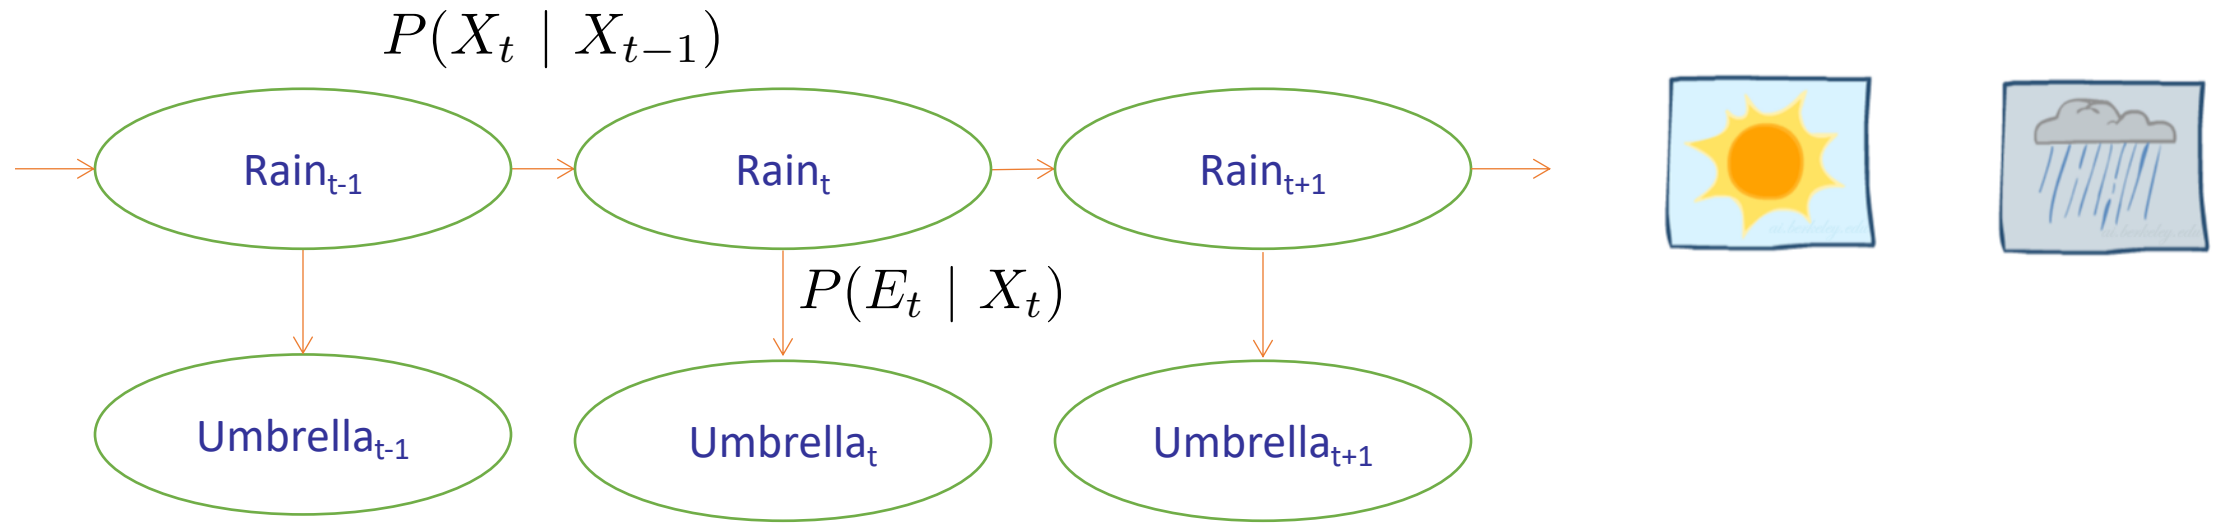 P(X_t | X_{t-1})
Rain_{t-1}
Rain_t
Rain_{t+1}
P(E_t | X_t)
Umbrella_{t-1}
Umbrella_t
Umbrella_{t+1}